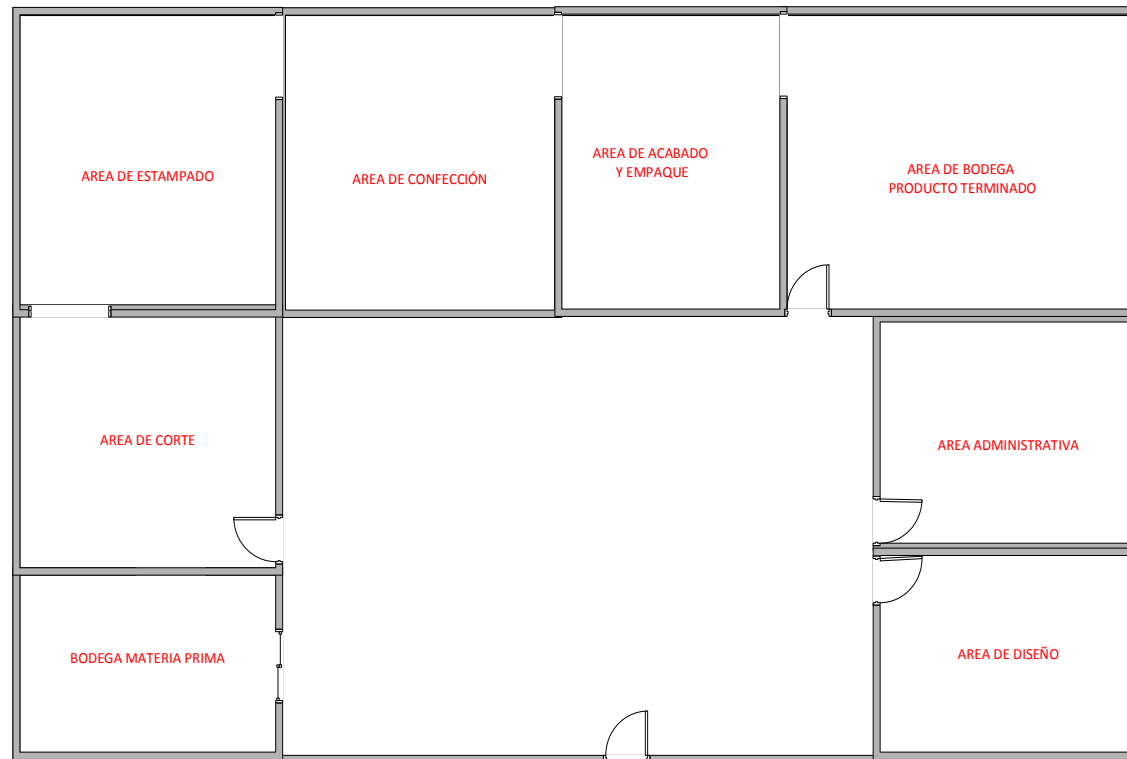 AREA DE ESTAMPADO
AREA DE CONFECCIÓN
AREA DE ACABADO
Y EMPAQUE
AREA DE BODEGA
PRODUCTO TERMINADO
AREA DE CORTE
AREA ADMINISTRATIVA
BODEGA MATERIA PRIMA
AREA DE DISEÑO